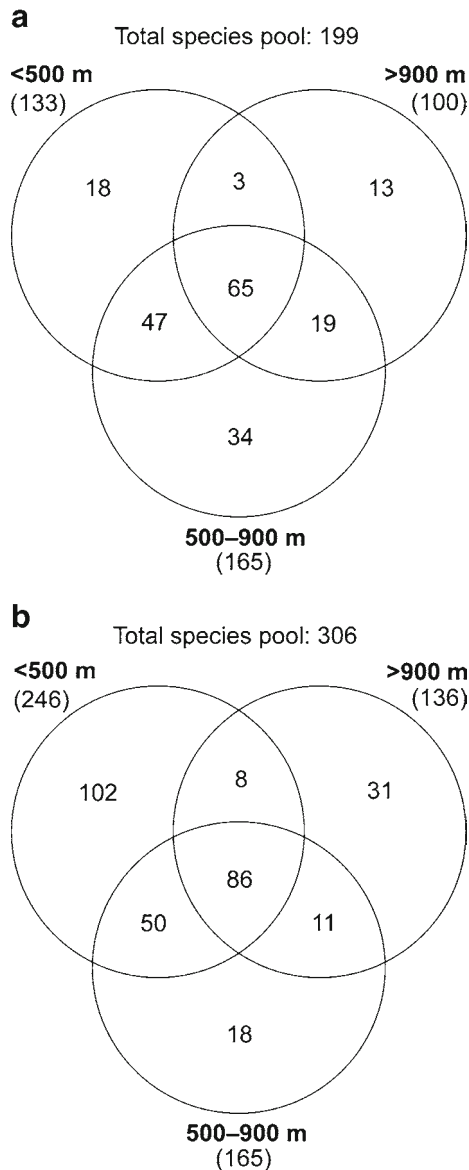 a
Total species pool: 199
<500 m
(133)
>900 m
(100)
18
3
13
65
47
19
34
500–900 m
(165)
b
Total species pool: 306
<500 m
(246)
>900 m
(136)
102
8
31
86
50
11
18
500–900 m
(165)